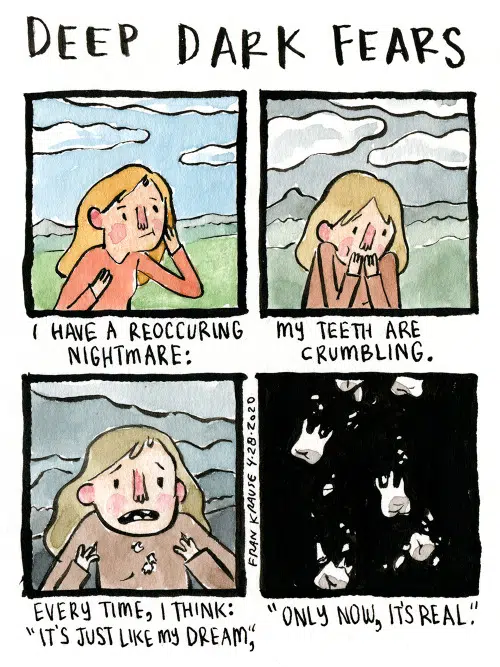 DEEP DARK FEARS
I HAVE A REOCCURING
NIGHTMARE:
MY TEETH ARE
CRUMBLING.
FRAN KRAUSE 4·28·2020
EVERY TIME, I THINK:
"IT'S JUST LIKE MY DREAM,"
"ONLY NOW, IT'S REAL."